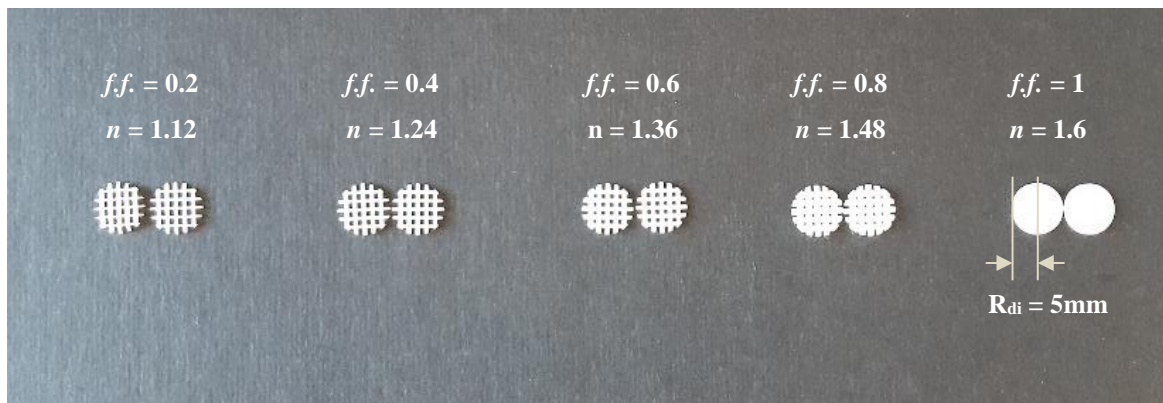 f.f. = 0.2
n = 1.12
f.f. = 0.4
n = 1.24
f.f. = 0.6
n = 1.36
f.f. = 0.8
n = 1.48
f.f. = 1
n = 1.6
Rdi = 5mm